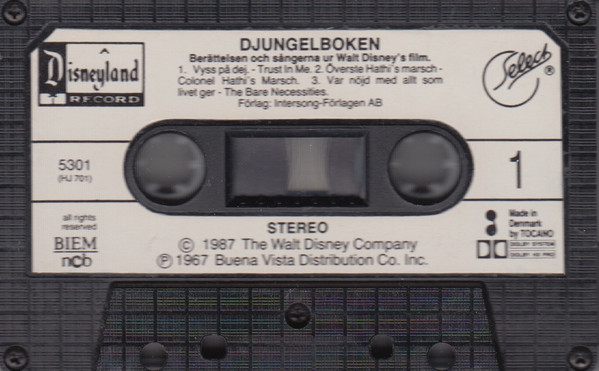 DJUNGELBOKEN
Berättelsen och sångerna ur Walt Disney's film.
1. Vyss på dej. - Trust In Me. 2. Överste Hathi's marsch -
Colonel Hathi's Marsch. 3. Var nöjd med allt som
livet ger - The Bare Necessities.
Förlag: Intersong-Förlagen AB
Disneyland
RECORD
Select®
5301
(HJ 701)
1
all rights
reserved
BIEM
ncb
STEREO
© 1987 The Walt Disney Company
℗ 1967 Buena Vista Distribution Co. Inc.
Made in
Denmark
by TOCANO
DOLBY SYSTEM
DOLBY HX PRO